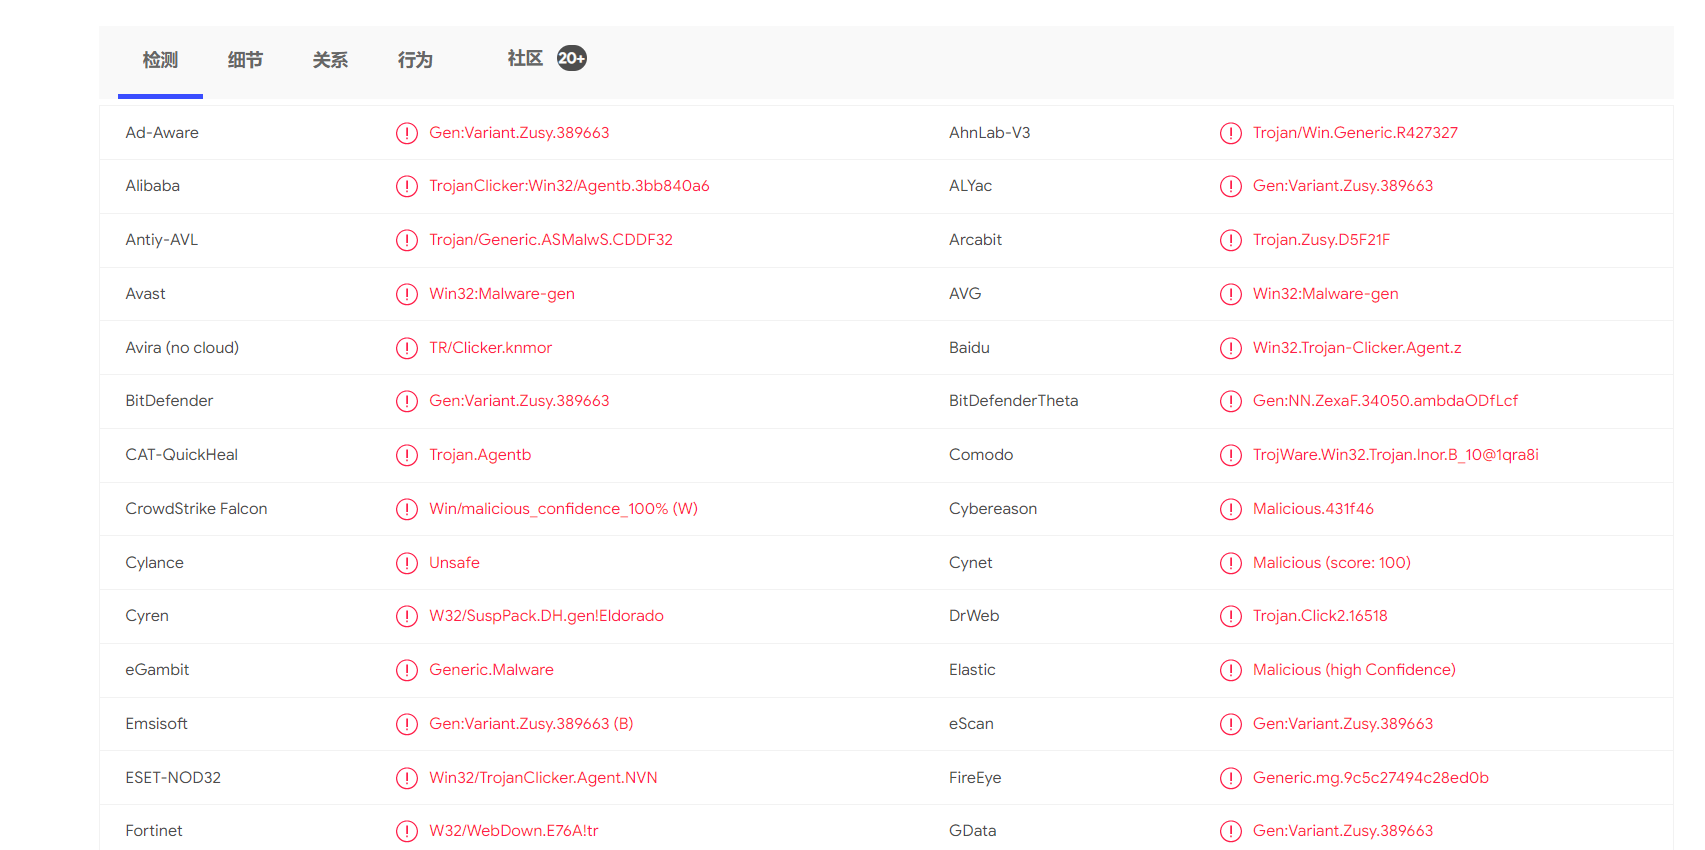 检测 细节 关系 行为 社区 20+
Ad-Aware Gen:Variant.Zusy.389663 AhnLab-V3 Trojan/Win.Generic.R427327
Alibaba TrojanClicker:Win32/Agentb.3bb840a6 ALYac Gen:Variant.Zusy.389663
Antiy-AVL Trojan/Generic.ASMalwS.CDDF32 Arcabit Trojan.Zusy.D5F21F
Avast Win32:Malware-gen AVG Win32:Malware-gen
Avira (no cloud) TR/Clicker.knmor Baidu Win32.Trojan-Clicker.Agent.z
BitDefender Gen:Variant.Zusy.389663 BitDefenderTheta Gen:NN.ZexaF.34050.ambdaODfLcf
CAT-QuickHeal Trojan.Agentb Comodo TrojWare.Win32.Trojan.Inor.B_10@1qra8i
CrowdStrike Falcon Win/malicious_confidence_100% (W) Cybereason Malicious.431f46
Cylance Unsafe Cynet Malicious (score: 100)
Cyren W32/SuspPack.DH.gen!Eldorado DrWeb Trojan.Click2.16518
eGambit Generic.Malware Elastic Malicious (high Confidence)
Emsisoft Gen:Variant.Zusy.389663 (B) eScan Gen:Variant.Zusy.389663
ESET-NOD32 Win32/TrojanClicker.Agent.NVN FireEye Generic.mg.9c5c27494c28ed0b
Fortinet W32/WebDown.E76A!tr GData Gen:Variant.Zusy.389663